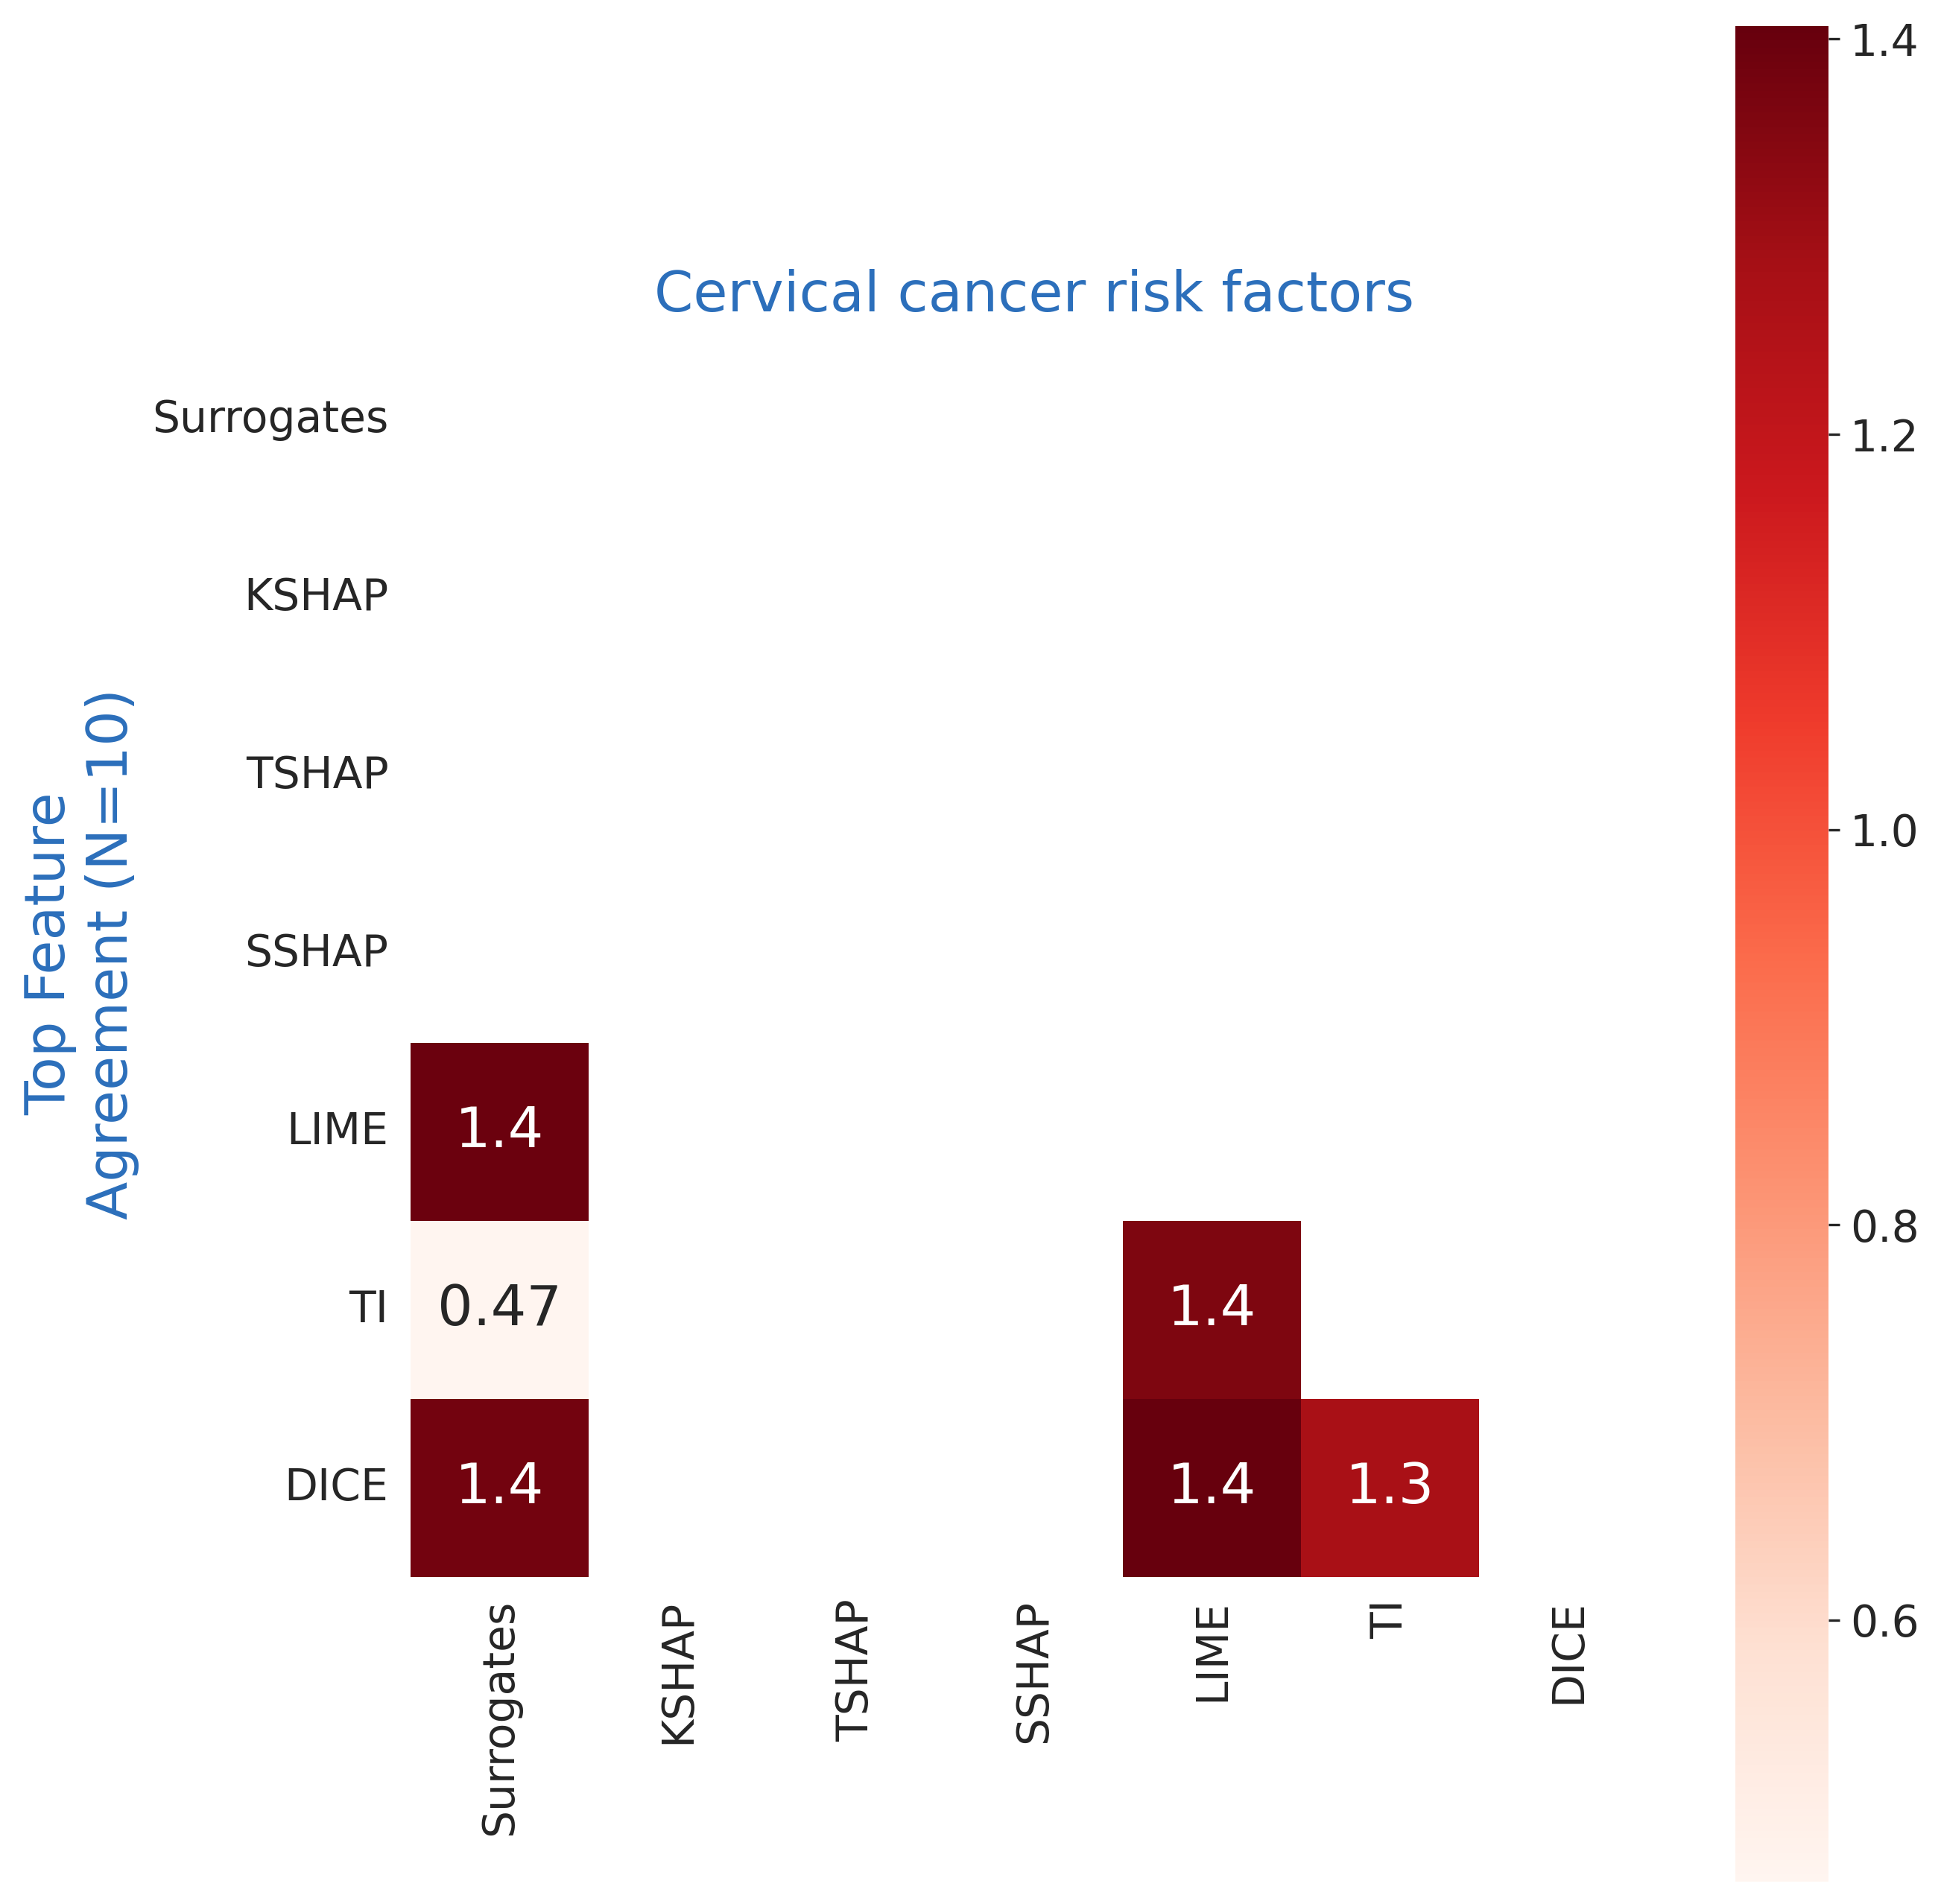 Cervical cancer risk factors
Top Feature
Agreement (N=10)
Surrogates
KSHAP
TSHAP
SSHAP
LIME
TI
DICE
1.4
0.47
1.4
1.4
1.4
1.3
Surrogates
KSHAP
TSHAP
SSHAP
LIME
TI
DICE
1.4
1.2
1.0
0.8
0.6